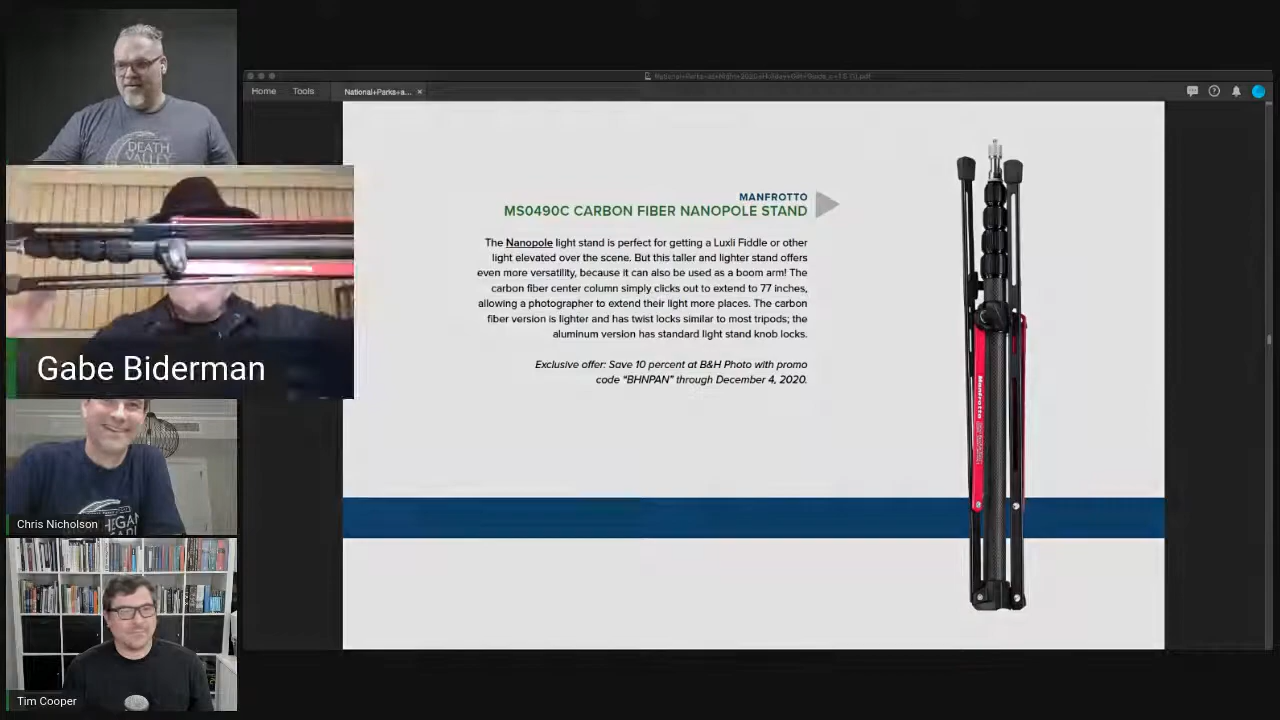 DEATH
VALLEY
Gabe Biderman
Chris Nicholson
Tim Cooper
Home
Tools
National+Parks+a...
MANFROTTO
MS0490C CARBON FIBER NANOPOLE STAND
The Nanopole light stand is perfect for getting a Luxli Fiddle or other
light elevated over the scene. But this taller and lighter stand offers
even more versatility, because it can also be used as a boom arm! The
carbon fiber center column simply clicks out to extend to 77 inches,
allowing a photographer to extend their light more places. The carbon
fiber version is lighter and has twist locks similar to most tripods; the
aluminum version has standard light stand knob locks.
Exclusive offer: Save 10 percent at B&H Photo with promo
code “BHNPAN” through December 4, 2020.
Manfrotto